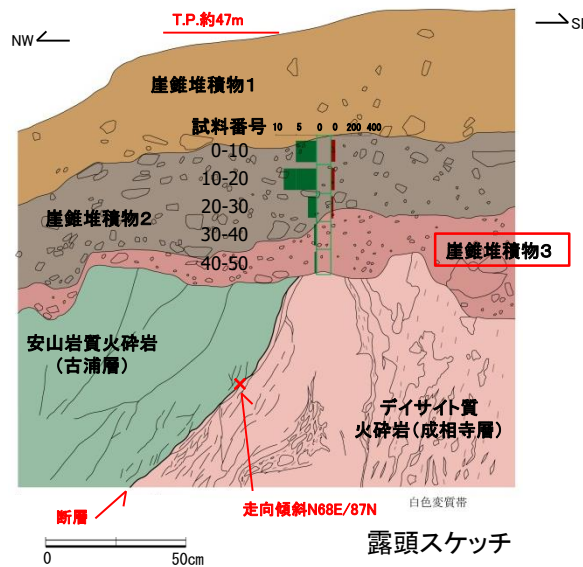 T.P.約47m
NW
SE
崖錐堆積物1
試料番号
10 5 0 0 200 400
0-10
10-20
20-30
30-40
40-50
崖錐堆積物2
崖錐堆積物3
安山岩質火砕岩
(古浦層)
デイサイト質
火砕岩(成相寺層)
断層
走向傾斜N68E/87N
白色変質帯
0 50cm
露頭スケッチ